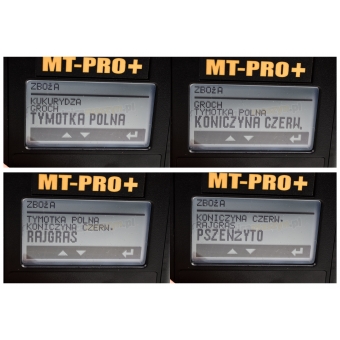 MT-PRO+
ZBOŻA
KUKURYDZA
GROCH
TYMOTKA POLNA
MT-PRO+
ZBOŻA
GROCH
TYMOTKA POLNA
KONICZYNA CZERW.
MT-PRO+
ZBOŻA
TYMOTKA POLNA
KONICZYNA CZERW.
RAJGRAS
MT-PRO+
ZBOŻA
KONICZYNA CZERW.
RAJGRAS
PSZENŻYTO